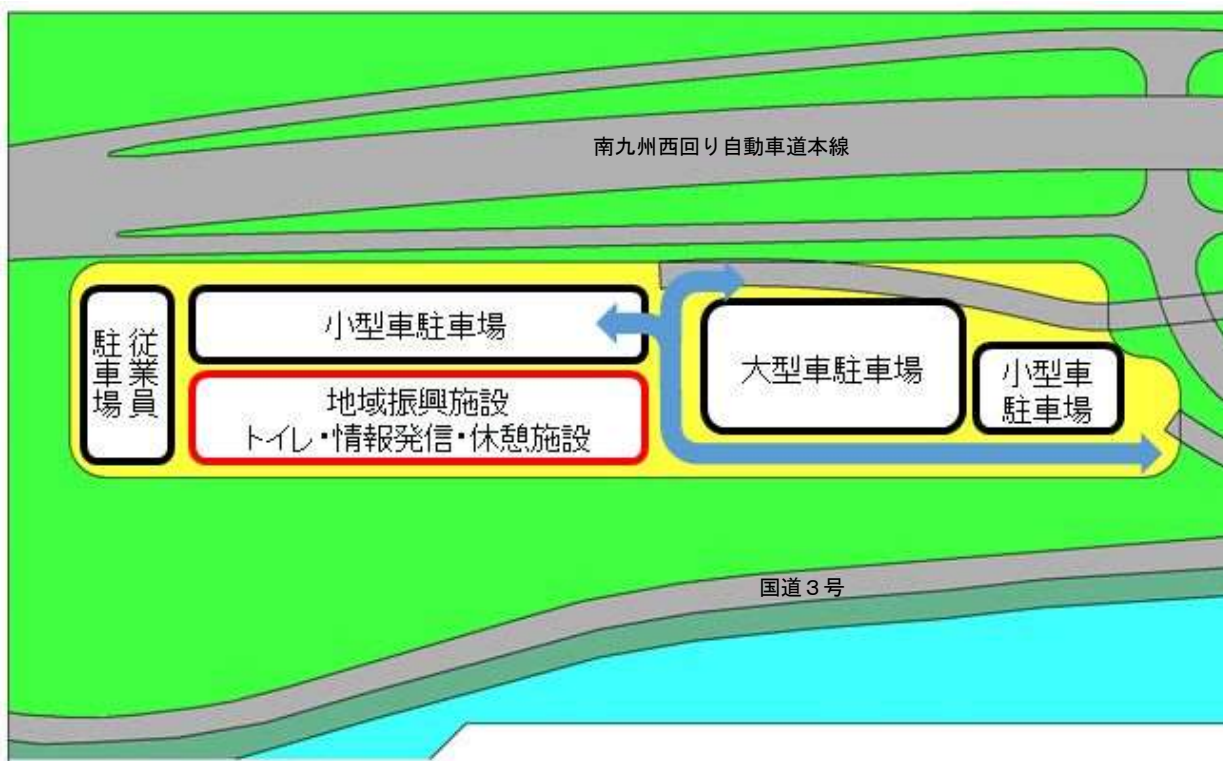 南九州西回り自動車道本線
従業員
駐車場
小型車駐車場
地域振興施設
トイレ・情報発信・休憩施設
大型車駐車場
小型車
駐車場
国道３号